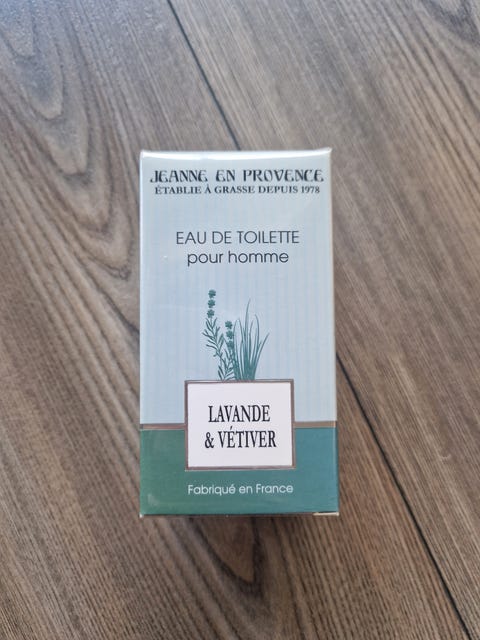 JEANNE EN PROVENCE
ÉTABLIE À GRASSE DEPUIS 1978
EAU DE TOILETTE
pour homme
LAVANDE
& VÉTIVER
Fabriqué en France